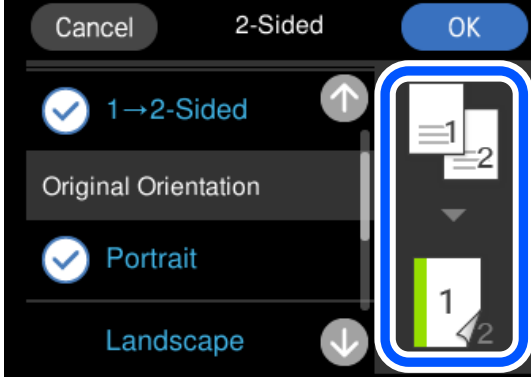 Cancel 2-Sided OK
1→2-Sided
Original Orientation
Portrait
Landscape
1
2
1
2